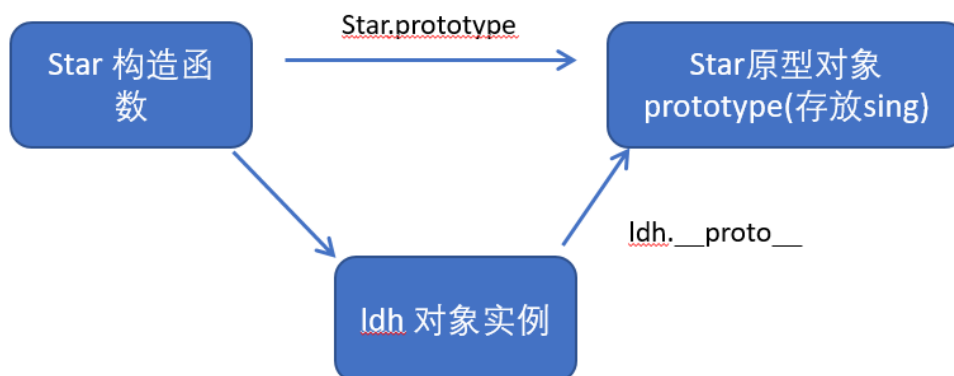 Star.prototype
Star 构造函
数
Star原型对象
prototype(存放sing)
ldh.__proto__
ldh 对象实例